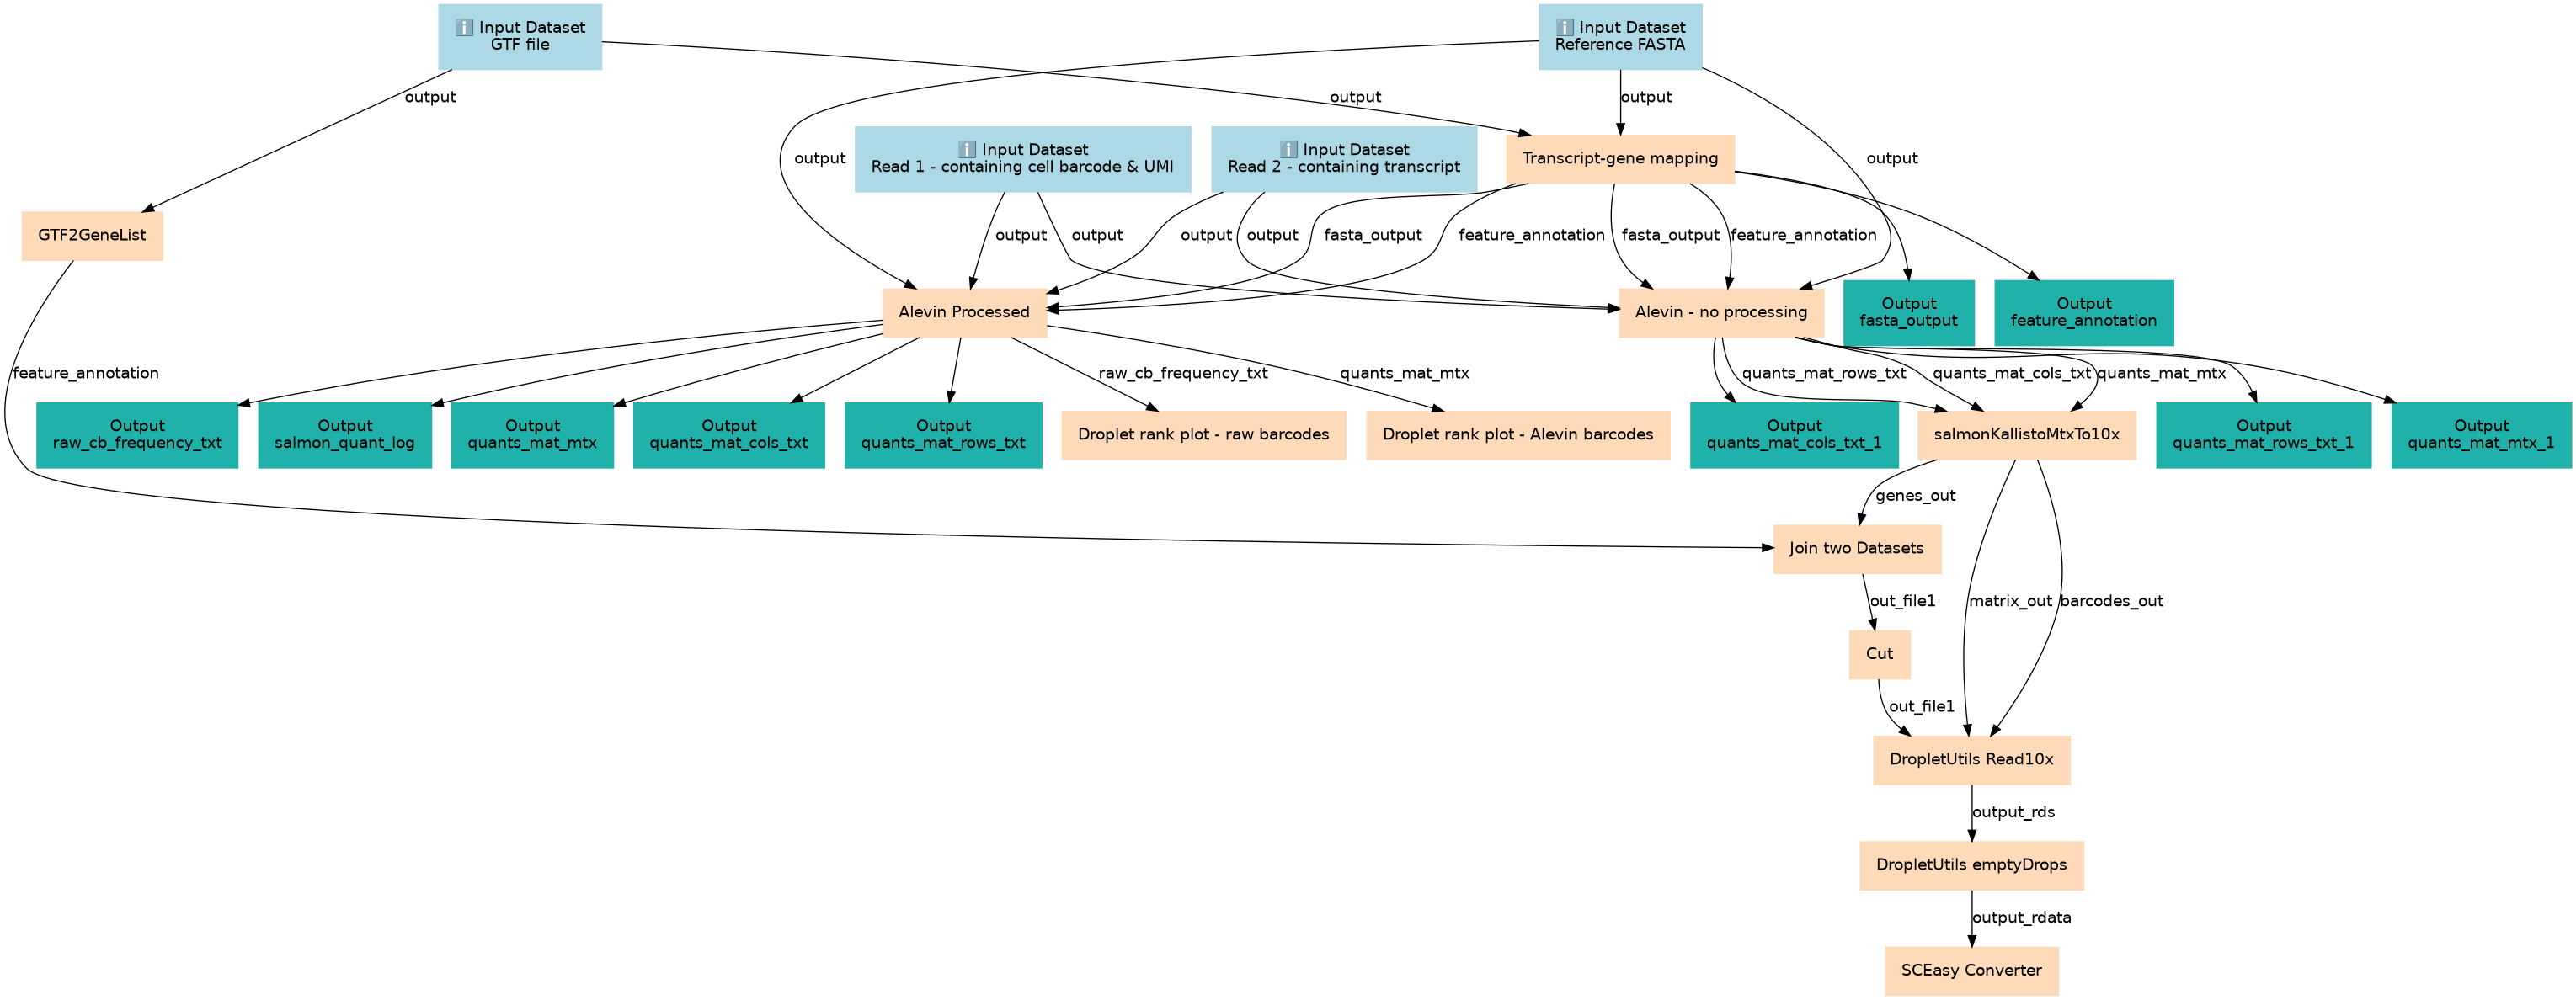 ℹ️ Input Dataset
GTF file
ℹ️ Input Dataset
Reference FASTA
output
output
output
ℹ️ Input Dataset
Read 1 - containing cell barcode & UMI
ℹ️ Input Dataset
Read 2 - containing transcript
Transcript-gene mapping
output
output
GTF2GeneList
output
output
output
output
fasta_output
feature_annotation
fasta_output
feature_annotation
Alevin Processed
Alevin - no processing
Output
fasta_output
Output
feature_annotation
feature_annotation
raw_cb_frequency_txt
quants_mat_mtx
quants_mat_rows_txt
quants_mat_cols_txt
quants_mat_mtx
Output
raw_cb_frequency_txt
Output
salmon_quant_log
Output
quants_mat_mtx
Output
quants_mat_cols_txt
Output
quants_mat_rows_txt
Droplet rank plot - raw barcodes
Droplet rank plot - Alevin barcodes
Output
quants_mat_cols_txt_1
salmonKallistoMtxTo10x
Output
quants_mat_rows_txt_1
Output
quants_mat_mtx_1
genes_out
Join two Datasets
out_file1
matrix_out
barcodes_out
Cut
out_file1
DropletUtils Read10x
output_rds
DropletUtils emptyDrops
output_rdata
SCEasy Converter